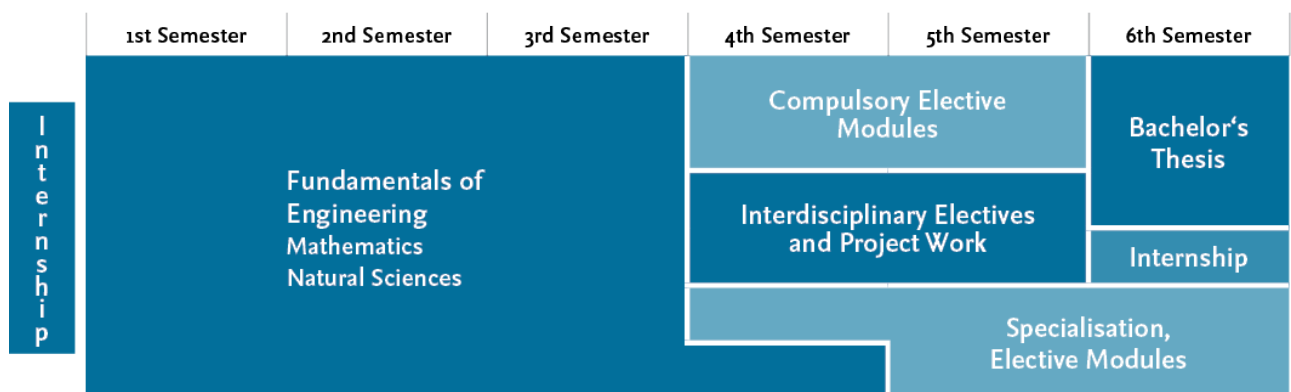 1st Semester
2nd Semester
3rd Semester
4th Semester
5th Semester
6th Semester
Internship
Fundamentals of
Engineering
Mathematics
Natural Sciences
Compulsory Elective
Modules
Interdisciplinary Electives
and Project Work
Bachelor‘s
Thesis
Internship
Specialisation,
Elective Modules